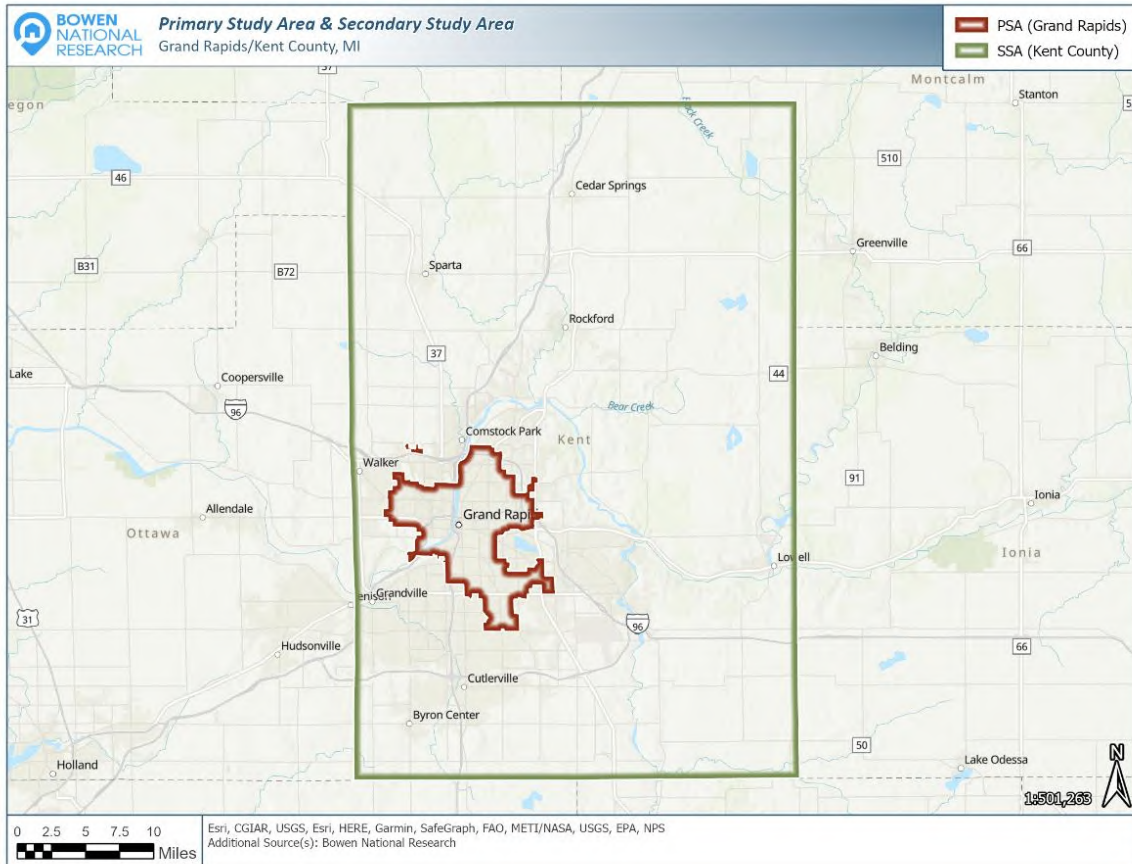 BOWEN
NATIONAL
RESEARCH
Primary Study Area & Secondary Study Area
Grand Rapids/Kent County, MI
PSA (Grand Rapids)
SSA (Kent County)
37
Montcalm
Stanton
egon
5
46
510
Cedar Springs
Greenville
66
B31
B72
Sparta
Rockford
37
Belding
Lake
Coopersville
44
96
Bear Creek
Comstock Park
Kent
Walker
91
Ionia
Allendale
Grand Rapi
Ottawa
Ionia
Lowell
enison
Grandville
31
96
Hudsonville
66
Cutlerville
Byron Center
50
Holland
Lake Odessa
N
1:501,263
0 2.5 5 7.5 10
Miles
Esri, CGIAR, USGS, Esri, HERE, Garmin, SafeGraph, FAO, METI/NASA, USGS, EPA, NPS
Additional Source(s): Bowen National Research